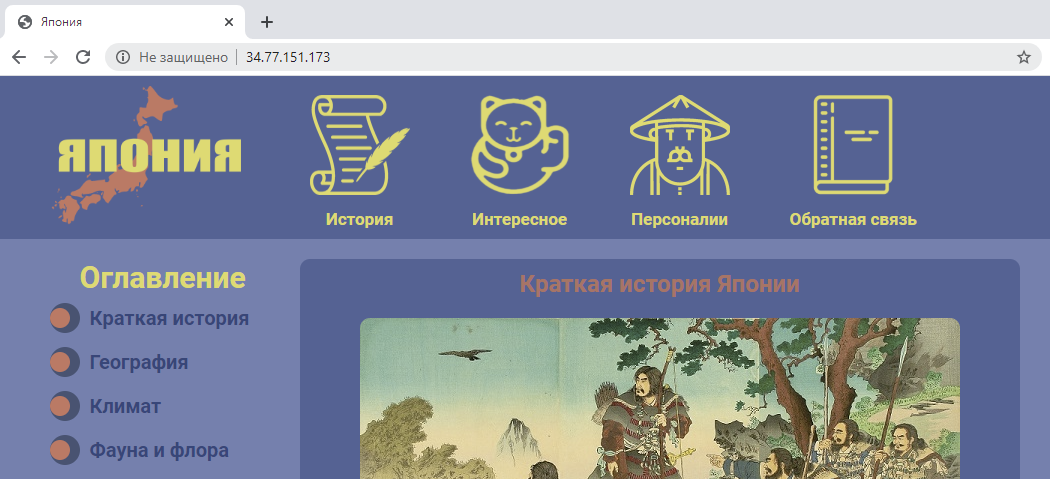 Япония
Не защищено 34.77.151.173
ЯПОНИЯ
История
Интересное
Персоналии
Обратная связь
Оглавление
Краткая история
География
Климат
Фауна и флора
Краткая история Японии